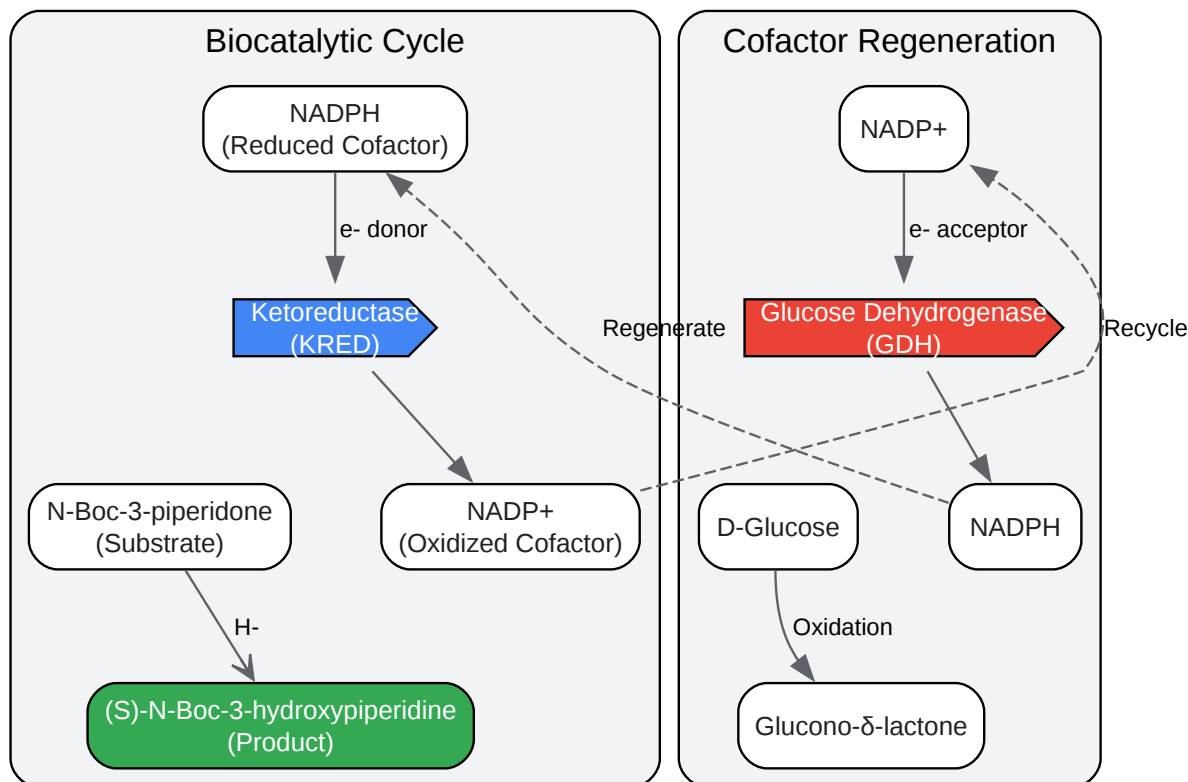 Biocatalytic Cycle
NADPH
(Reduced Cofactor)
e- donor
Ketoreductase
(KRED)
N-Boc-3-piperidone
(Substrate)
NADP+
(Oxidized Cofactor)
H-
(S)-N-Boc-3-hydroxypiperidine
(Product)
Cofactor Regeneration
NADP+
e- acceptor
Regenerate
Glucose Dehydrogenase
(GDH)
Recycle
D-Glucose
NADPH
Oxidation
Glucono-δ-lactone